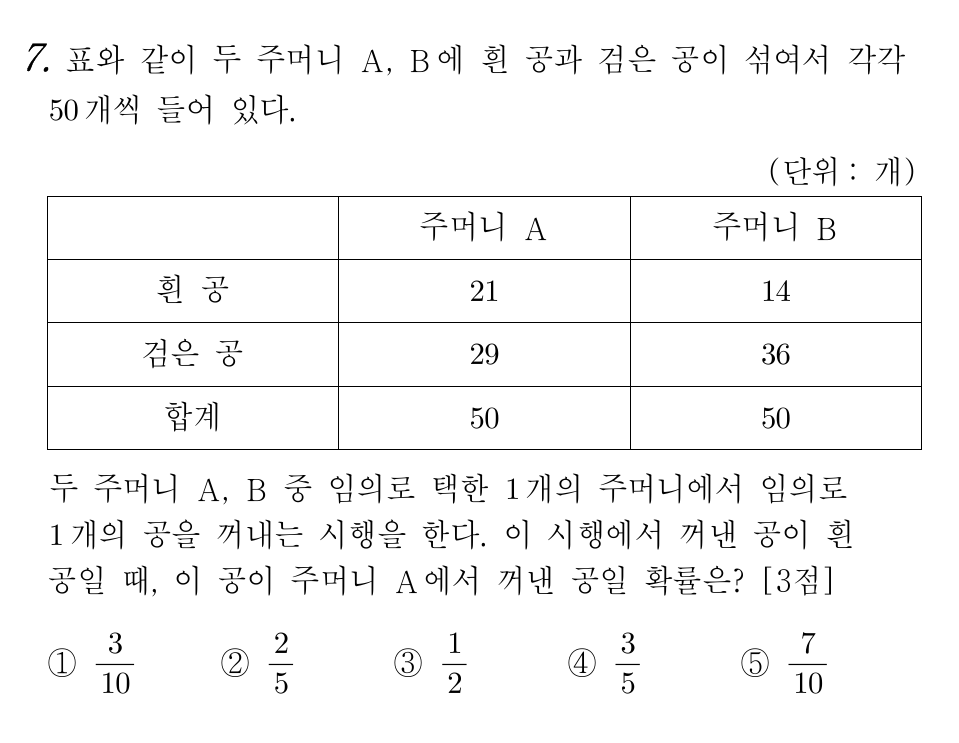 7. 표와 같이 두 주머니 A, B에 흰 공과 검은 공이 섞여서 각각
50개씩 들어 있다.
(단위 : 개)
주머니 A 주머니 B
흰 공 21 14
검은 공 29 36
합계 50 50
두 주머니 A, B 중 임의로 택한 1개의 주머니에서 임의로
1개의 공을 꺼내는 시행을 한다. 이 시행에서 꺼낸 공이 흰
공일 때, 이 공이 주머니 A에서 꺼낸 공일 확률은? [3점]
① 3/10 ② 2/5 ③ 1/2 ④ 3/5 ⑤ 7/10